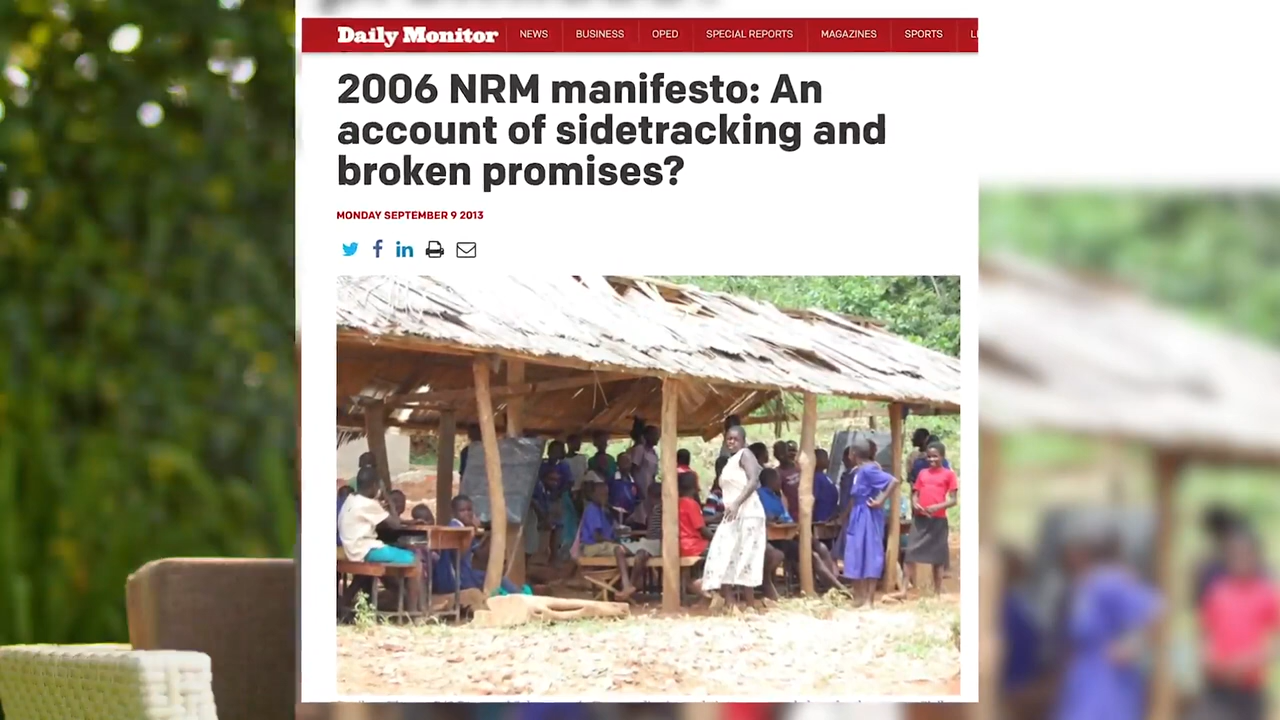 Daily Monitor NEWS BUSINESS OPED SPECIAL REPORTS MAGAZINES SPORTS
2006 NRM manifesto: An
account of sidetracking and
broken promises?
MONDAY SEPTEMBER 9 2013